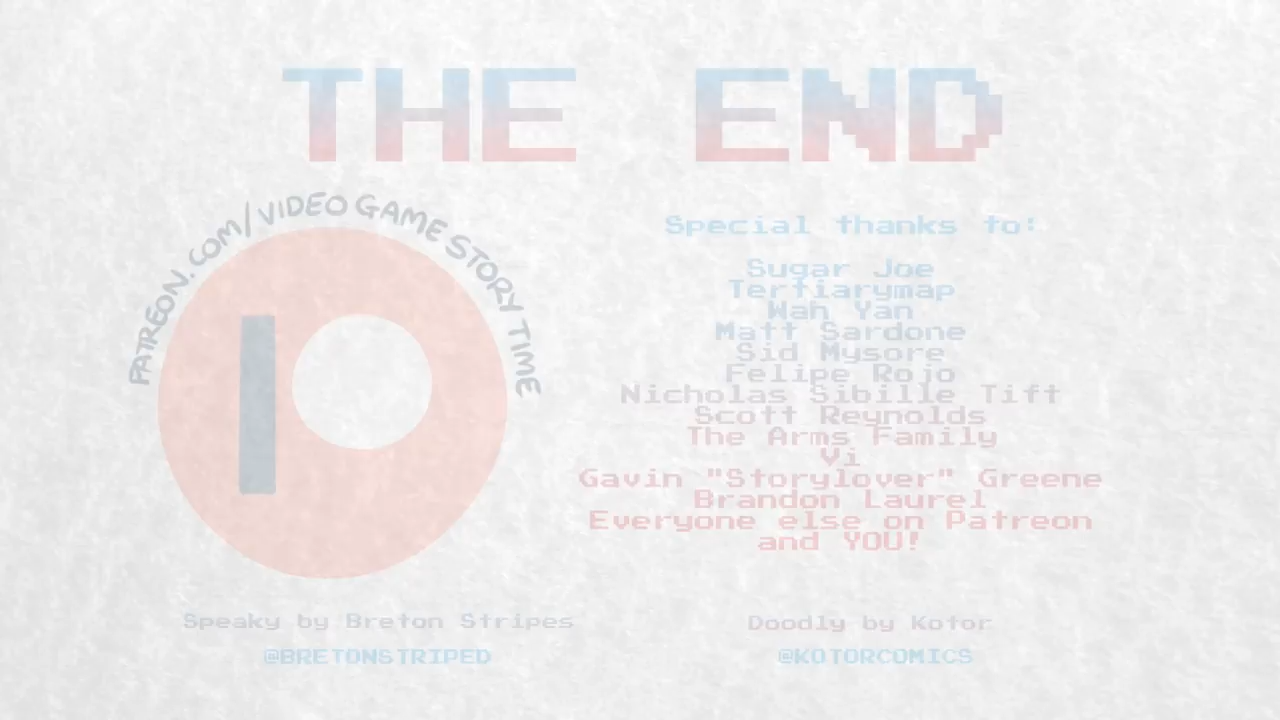 THE END
PATREON.COM/VIDEO GAME STORY TIME
Special thanks to:
Sugar Joe
Tertiarymap
Wah Yan
Matt Sardone
Sid Mysore
Felipe Rojo
Nicholas Sibille Tift
Scott Reynolds
The Arms Family
Vi
Gavin "Storylover" Greene
Brandon Laurel
Everyone else on Patreon
and YOU!
Speaky by Breton Stripes
@BRETONSTRIPED
Doodly by Kotor
@KOTORCOMICS